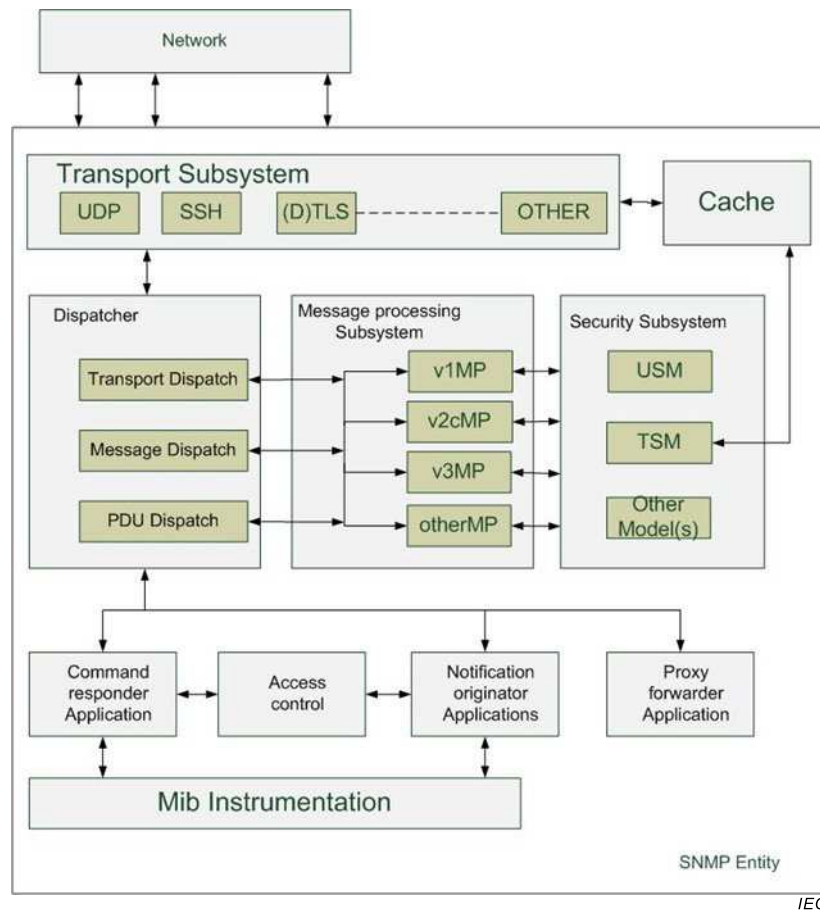 Network
Transport Subsystem
UDP
SSH
(D)TLS
OTHER
Cache
Dispatcher
Transport Dispatch
Message Dispatch
PDU Dispatch
Message processing
Subsystem
v1MP
v2cMP
v3MP
otherMP
Security Subsystem
USM
TSM
Other
Model(s)
Command
responder
Application
Access
control
Notification
originator
Applications
Proxy
forwarder
Application
Mib Instrumentation
SNMP Entity